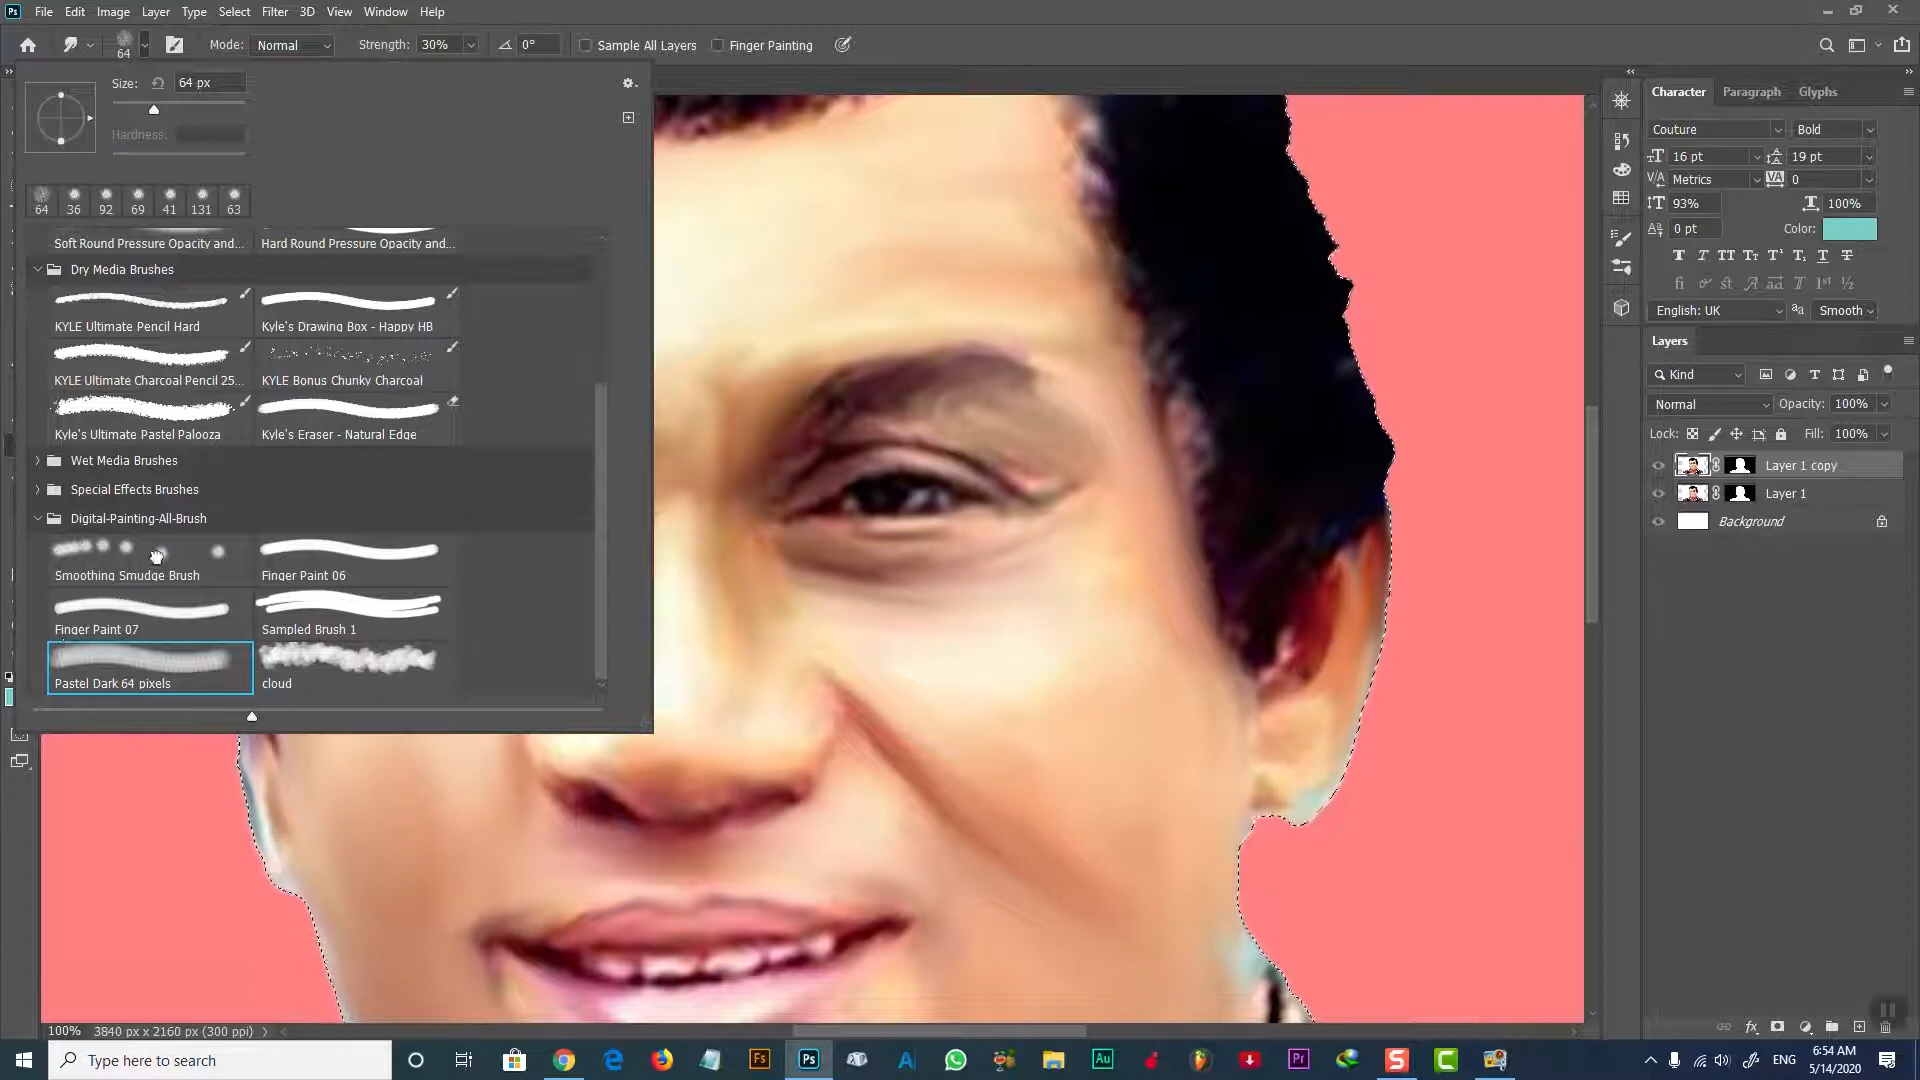 Ps File Edit Image Layer Type Select Filter 3D View Window Help
64 Mode: Normal Strength: 30% 0° Sample All Layers Finger Painting
Size: 64 px
Hardness:
64 36 92 69 41 131 63
Soft Round Pressure Opacity and... Hard Round Pressure Opacity and...
Dry Media Brushes
KYLE Ultimate Pencil Hard Kyle's Drawing Box - Happy HB
KYLE Ultimate Charcoal Pencil 25... KYLE Bonus Chunky Charcoal
Kyle's Ultimate Pastel Palooza Kyle's Eraser - Natural Edge
Wet Media Brushes
Special Effects Brushes
Digital-Painting-All-Brush
Smoothing Smudge Brush Finger Paint 06
Finger Paint 07 Sampled Brush 1
Pastel Dark 64 pixels cloud
Character Paragraph Glyphs
Couture Bold
16 pt 19 pt
Metrics 0
93% 100%
0 pt Color:
English: UK Smooth
Layers
Kind
Normal Opacity: 100%
Lock: Fill: 100%
Layer 1 copy
Layer 1
Background
100% 3840 px x 2160 px (300 ppi)
Type here to search
ENG
6:54 AM
5/14/2020